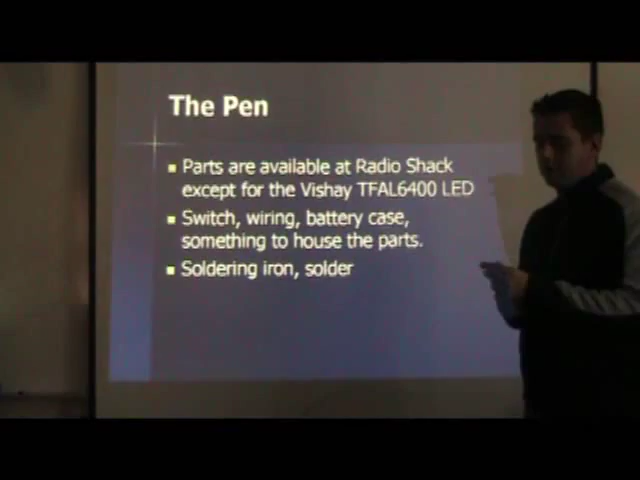 The Pen
Parts are available at Radio Shack
except for the Vishay TFAL6400 LED
Switch, wiring, battery case,
something to house the parts.
Soldering iron, solder